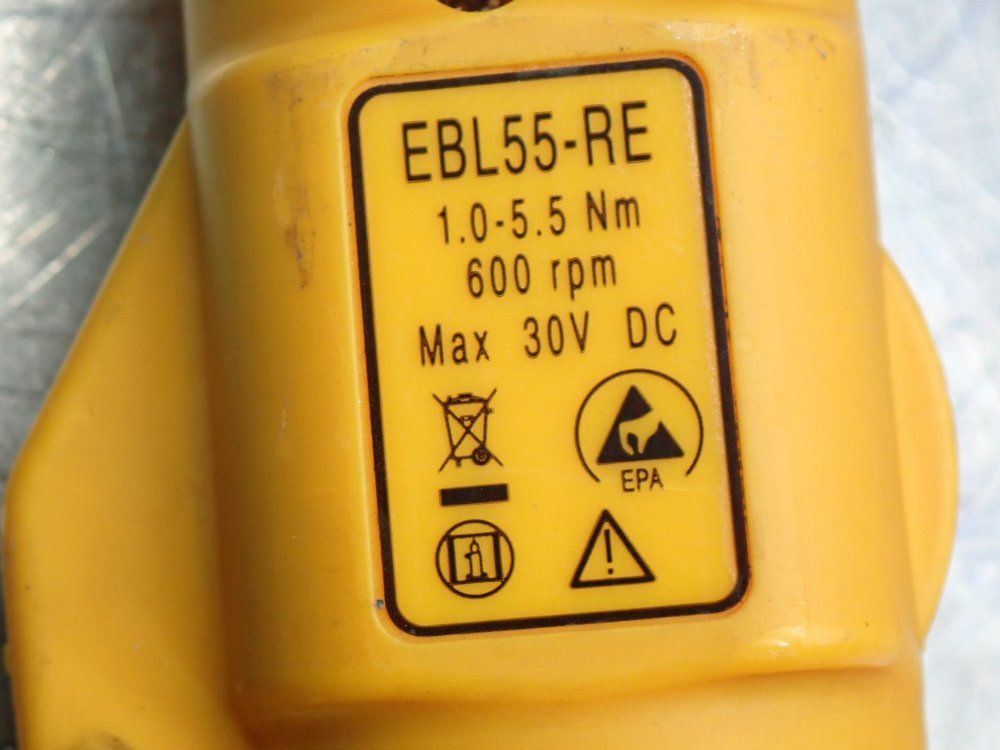 EBL55-RE
1.0-5.5 Nm
600 rpm
Max 30V DC
EPA